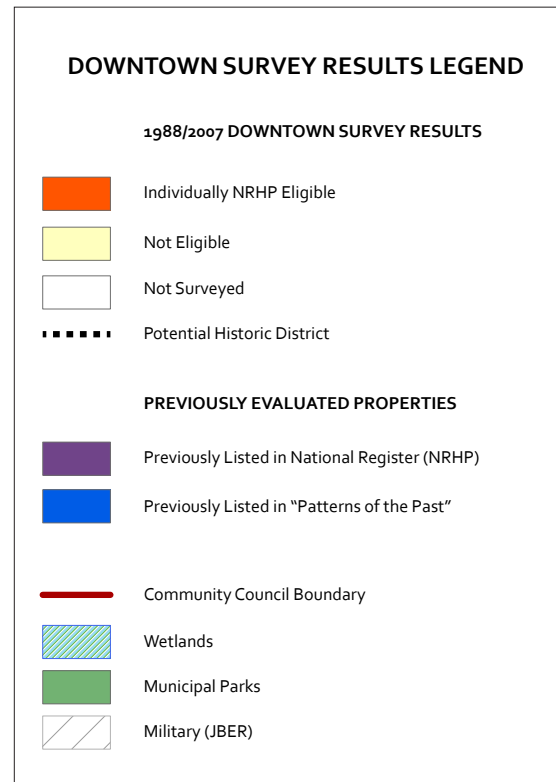 DOWNTOWN SURVEY RESULTS LEGEND
1988/2007 DOWNTOWN SURVEY RESULTS
Individually NRHP Eligible
Not Eligible
Not Surveyed
Potential Historic District
PREVIOUSLY EVALUATED PROPERTIES
Previously Listed in National Register (NRHP)
Previously Listed in “Patterns of the Past”
Community Council Boundary
Wetlands
Municipal Parks
Military (JBER)